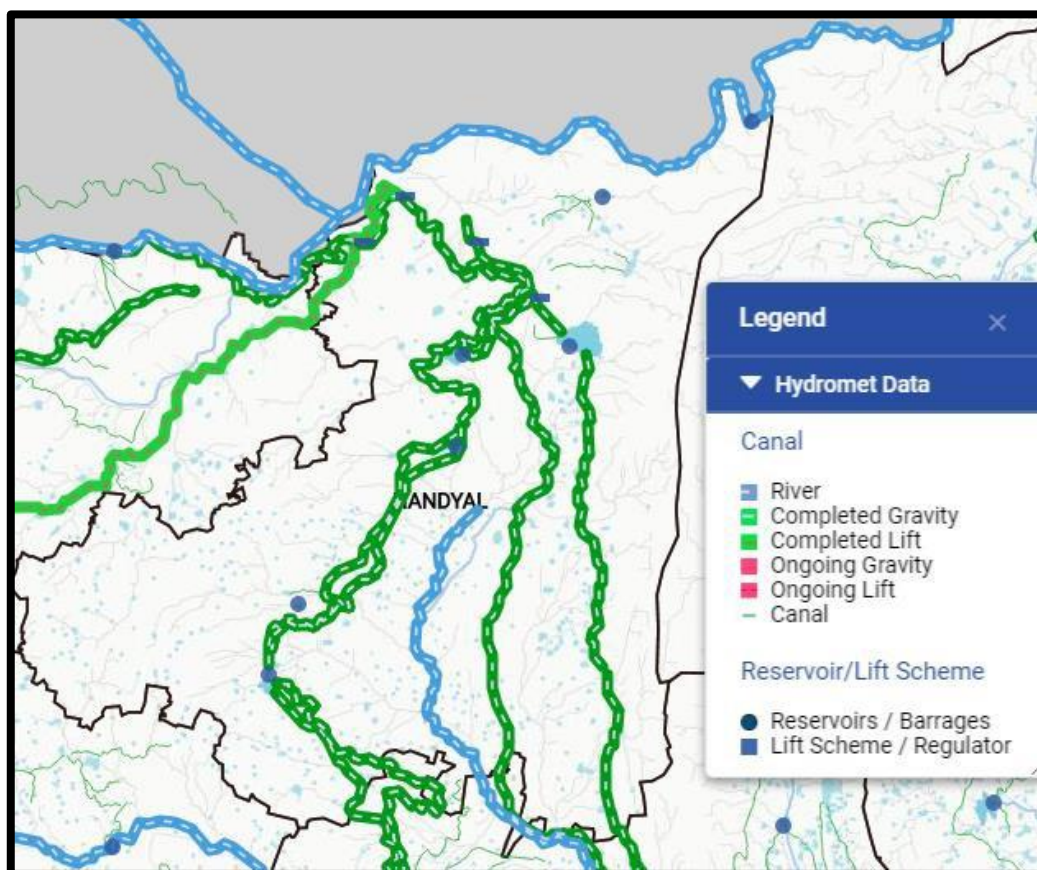 ANDYAL
Legend ×
▼ Hydromet Data
Canal
River
Completed Gravity
Completed Lift
Ongoing Gravity
Ongoing Lift
Canal
Reservoir/Lift Scheme
Reservoirs / Barrages
Lift Scheme / Regulator